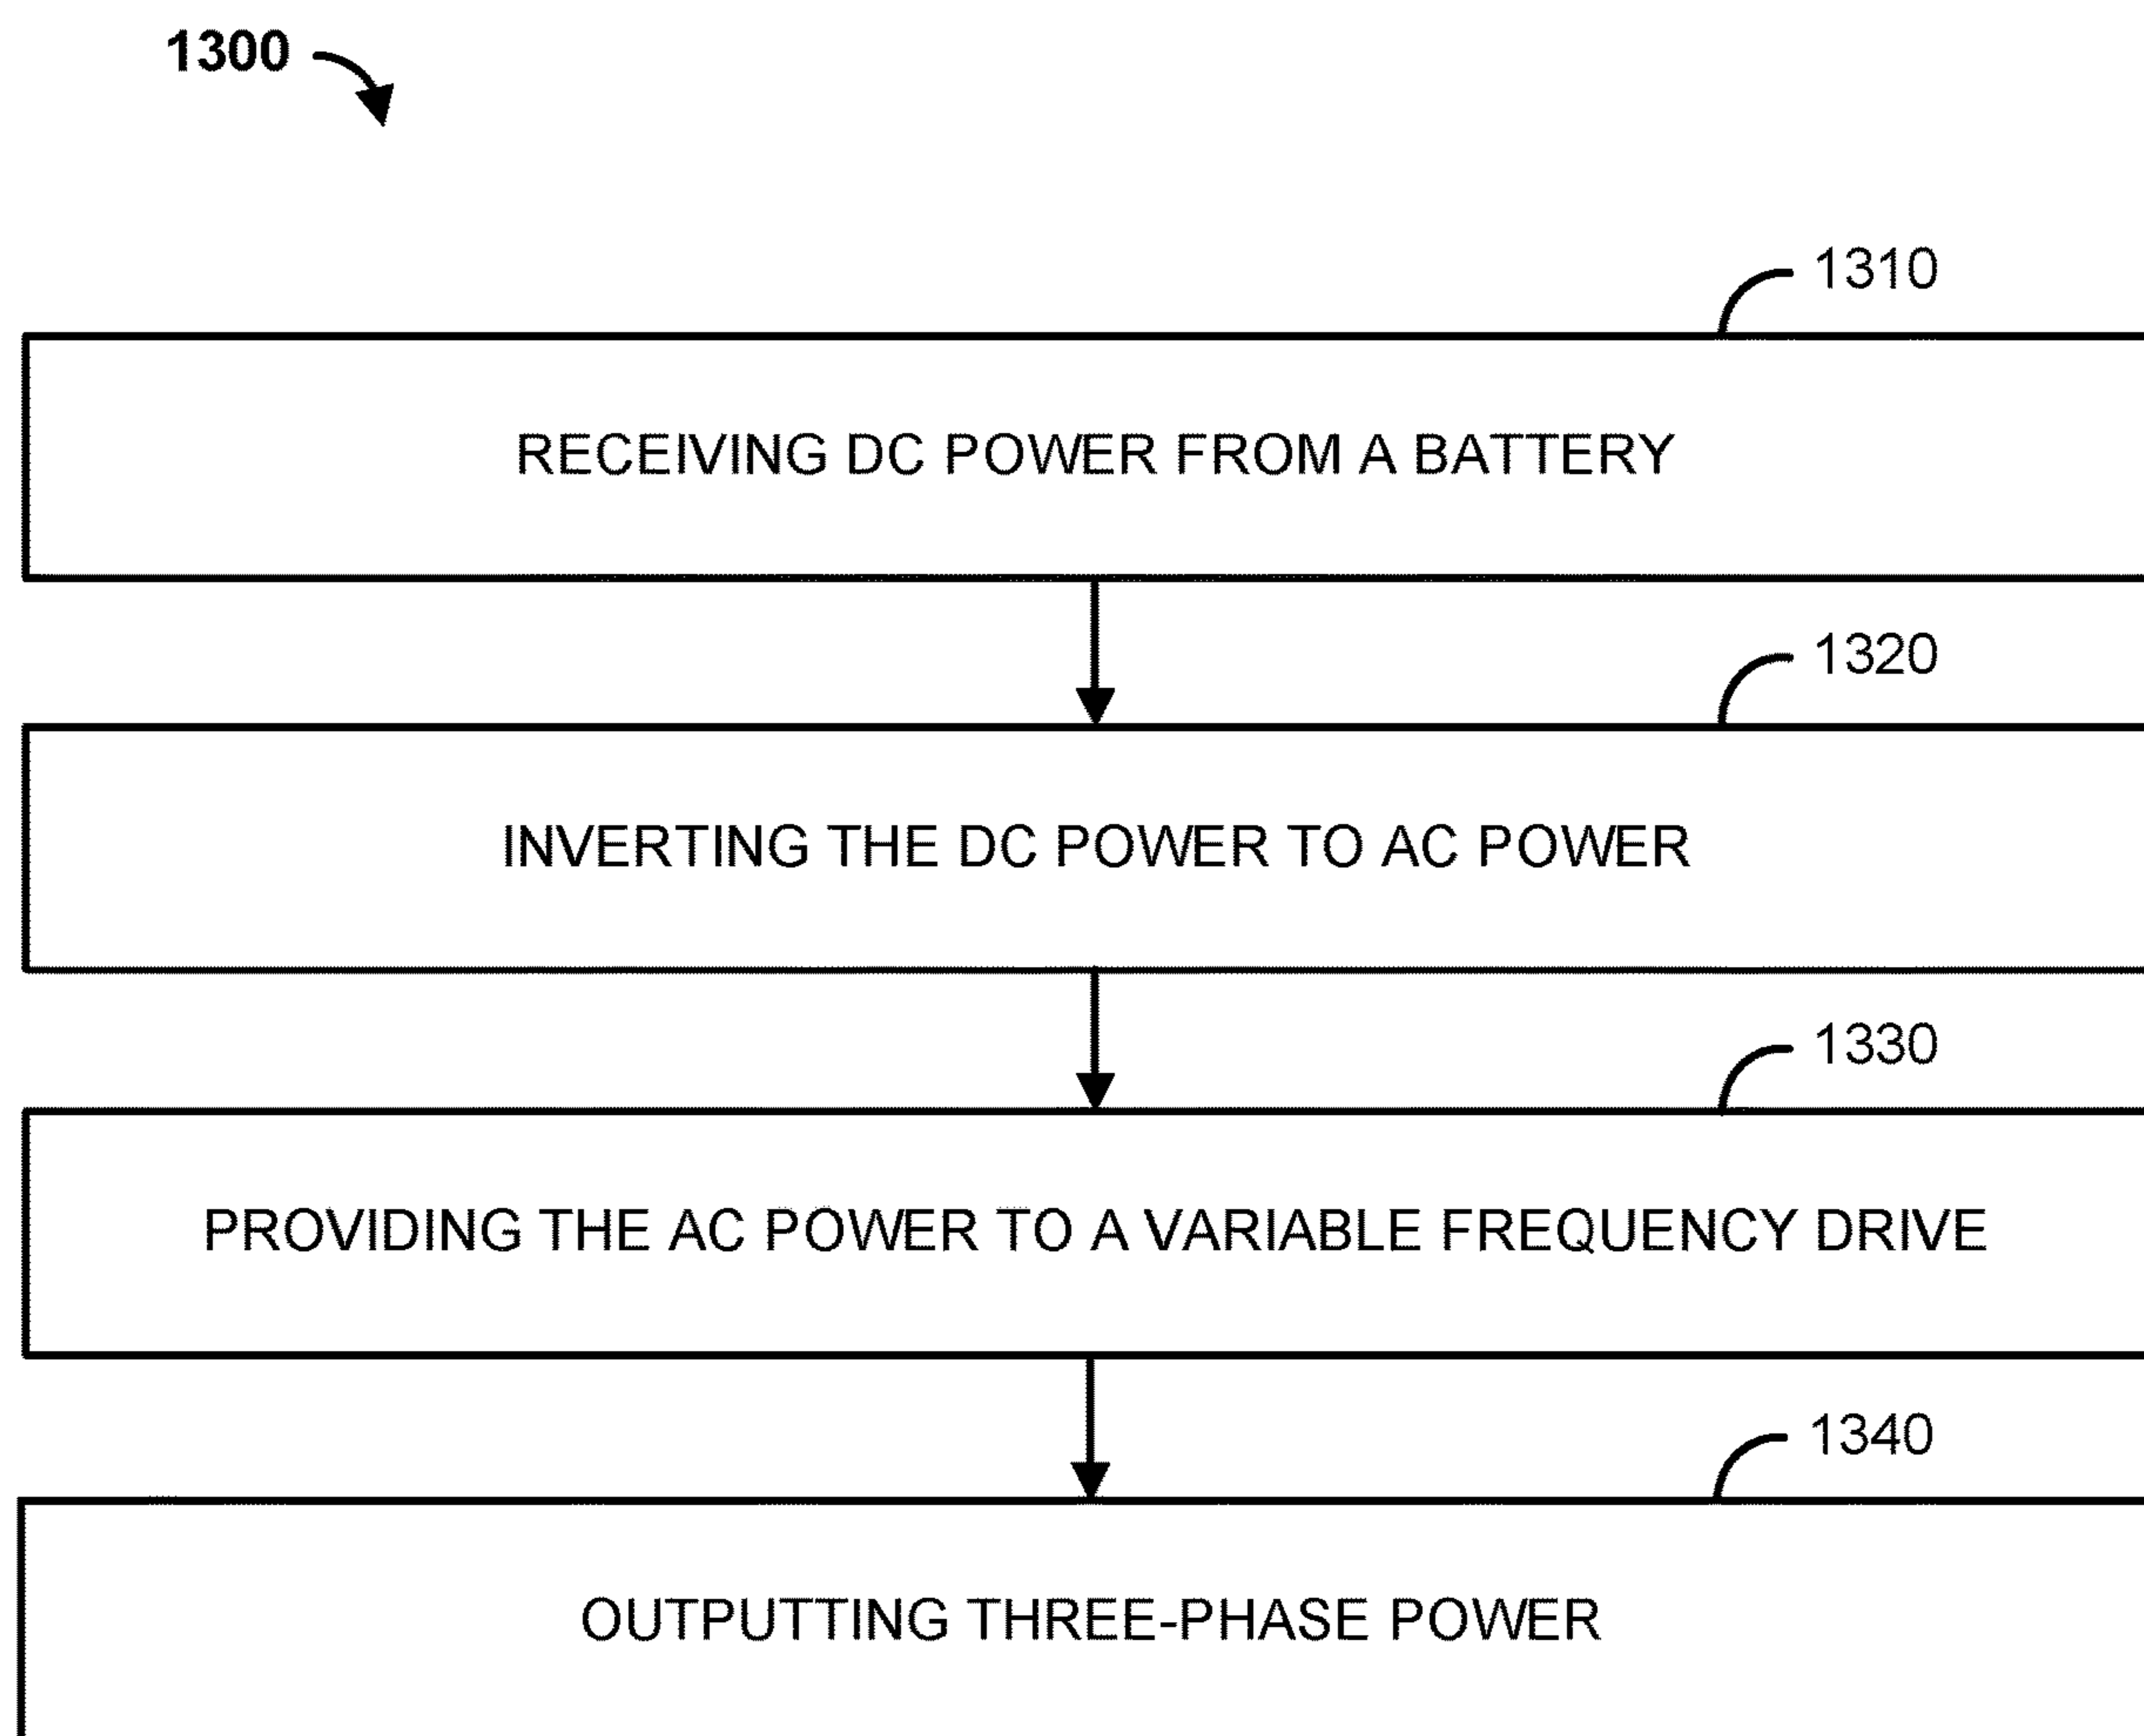 1300
1310
RECEIVING DC POWER FROM A BATTERY
1320
INVERTING THE DC POWER TO AC POWER
1330
PROVIDING THE AC POWER TO A VARIABLE FREQUENCY DRIVE
1340
OUTPUTTING THREE-PHASE POWER